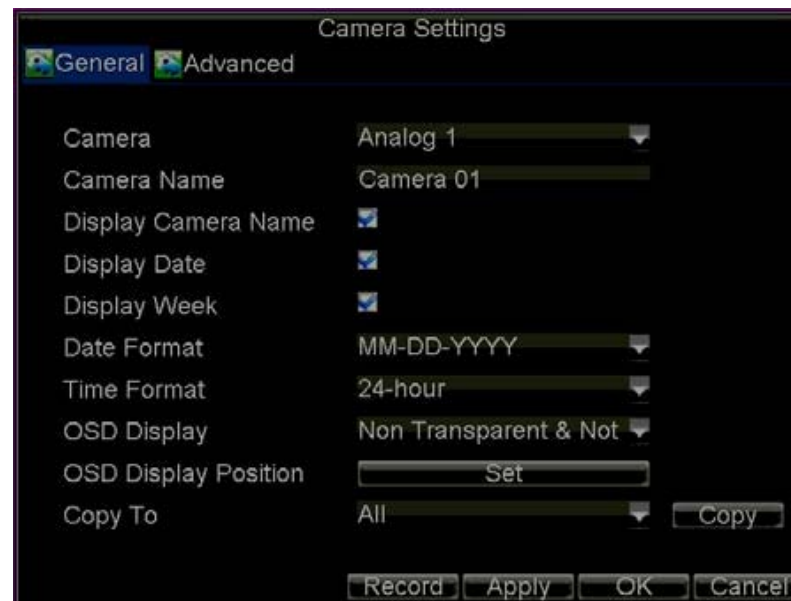 Camera Settings
General Advanced
Camera Analog 1
Camera Name Camera 01
Display Camera Name
Display Date
Display Week
Date Format MM-DD-YYYY
Time Format 24-hour
OSD Display Non Transparent & Not
OSD Display Position Set
Copy To All Copy
Record Apply OK Cancel